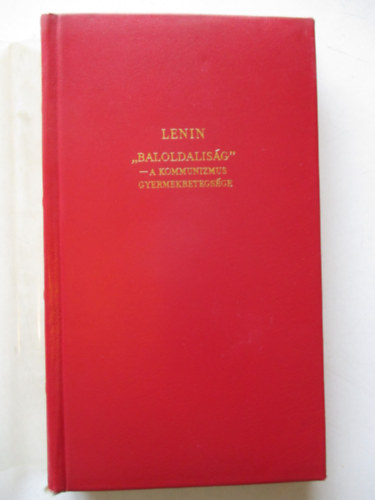 LENIN
„BALOLDALISÁG”
—A KOMMUNIZMUS
GYERMEKBETEGSÉGE